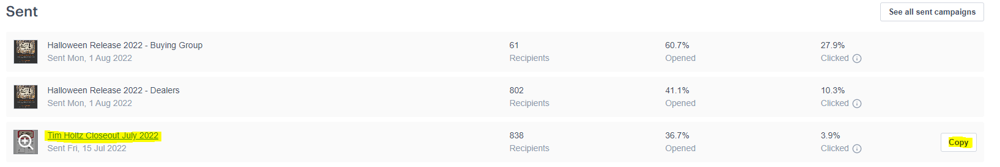 Sent
See all sent campaigns
Halloween Release 2022 - Buying Group
61
60.7%
27.9%
Sent Mon, 1 Aug 2022
Recipients
Opened
Clicked
Halloween Release 2022 - Dealers
802
41.1%
10.3%
Sent Mon, 1 Aug 2022
Recipients
Opened
Clicked
Tim Holtz Closeout July 2022
838
36.7%
3.9%
Copy
Sent Fri, 15 Jul 2022
Recipients
Opened
Clicked